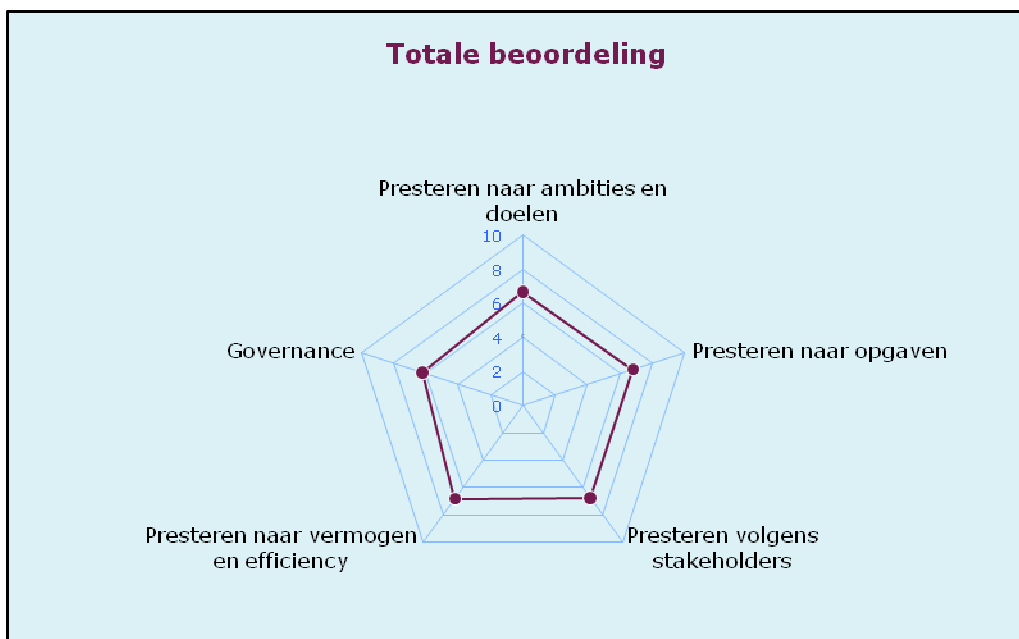 Totale beoordeling
Presteren naar ambities en
doelen
10
8
6
4
2
0
Governance
Presteren naar opgaven
Presteren naar vermogen
en efficiency
Presteren volgens
stakeholders